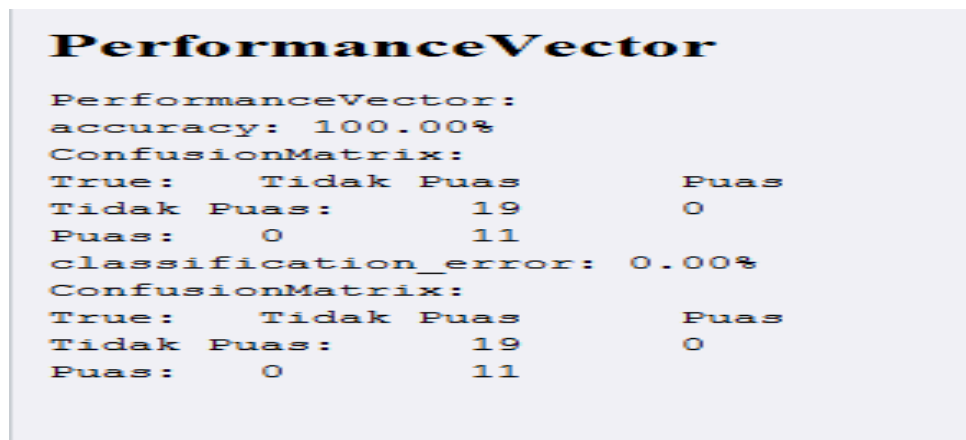 PerformanceVector
PerformanceVector:
accuracy: 100.00%
ConfusionMatrix:
True: Tidak Puas Puas
Tidak Puas: 19 0
Puas: 0 11
classification_error: 0.00%
ConfusionMatrix:
True: Tidak Puas Puas
Tidak Puas: 19 0
Puas: 0 11